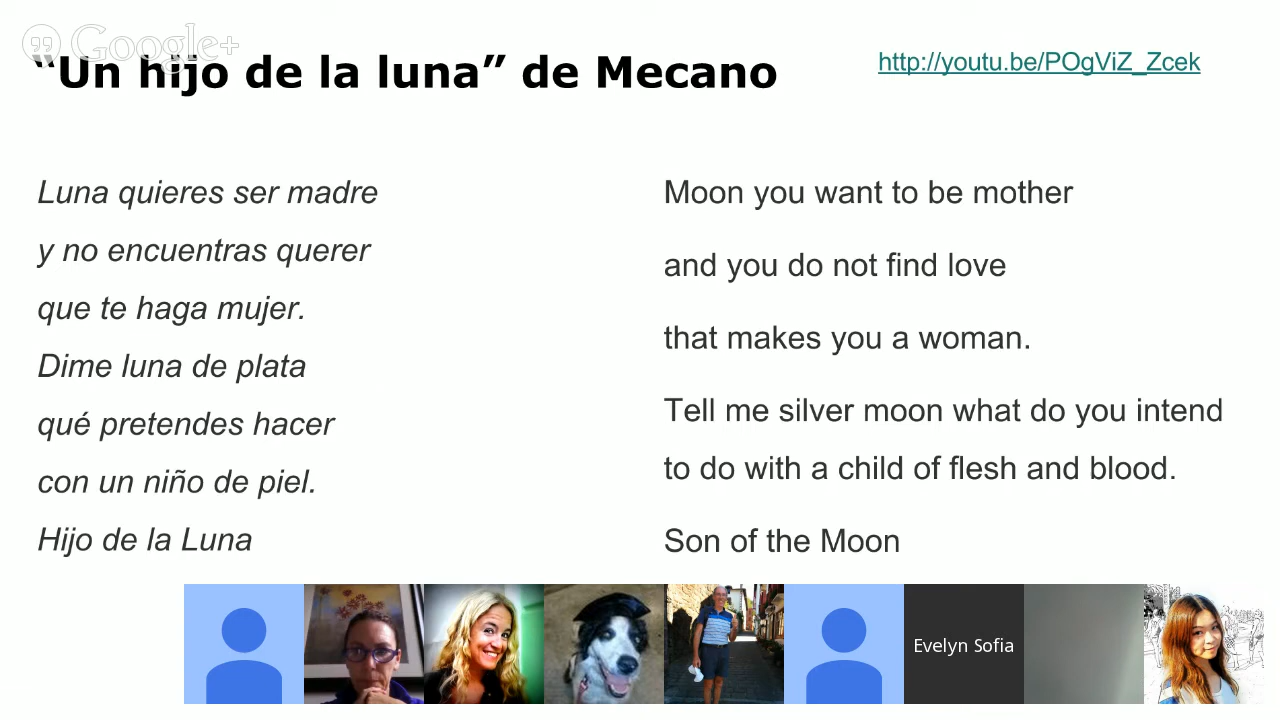 Google+
“Un hijo de la luna” de Mecano
http://youtu.be/POgViZ_Zcek
Luna quieres ser madre
y no encuentras querer
que te haga mujer.
Dime luna de plata
qué pretendes hacer
con un niño de piel.
Hijo de la Luna
Moon you want to be mother
and you do not find love
that makes you a woman.
Tell me silver moon what do you intend
to do with a child of flesh and blood.
Son of the Moon
Evelyn Sofia